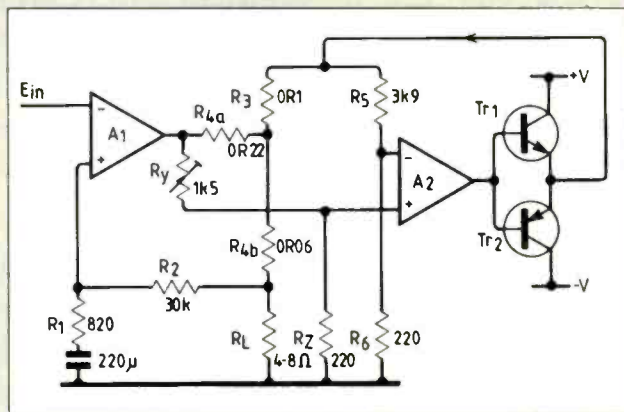 Ein
A1
-
+
R4a
0R22
Ry
1k5
R3
0R1
R5
3k9
A2
-
+
Tr1
+V
Tr2
-V
R4b
0R06
R2
30k
R1
820
220µ
RL
4-8Ω
RZ
220
R6
220